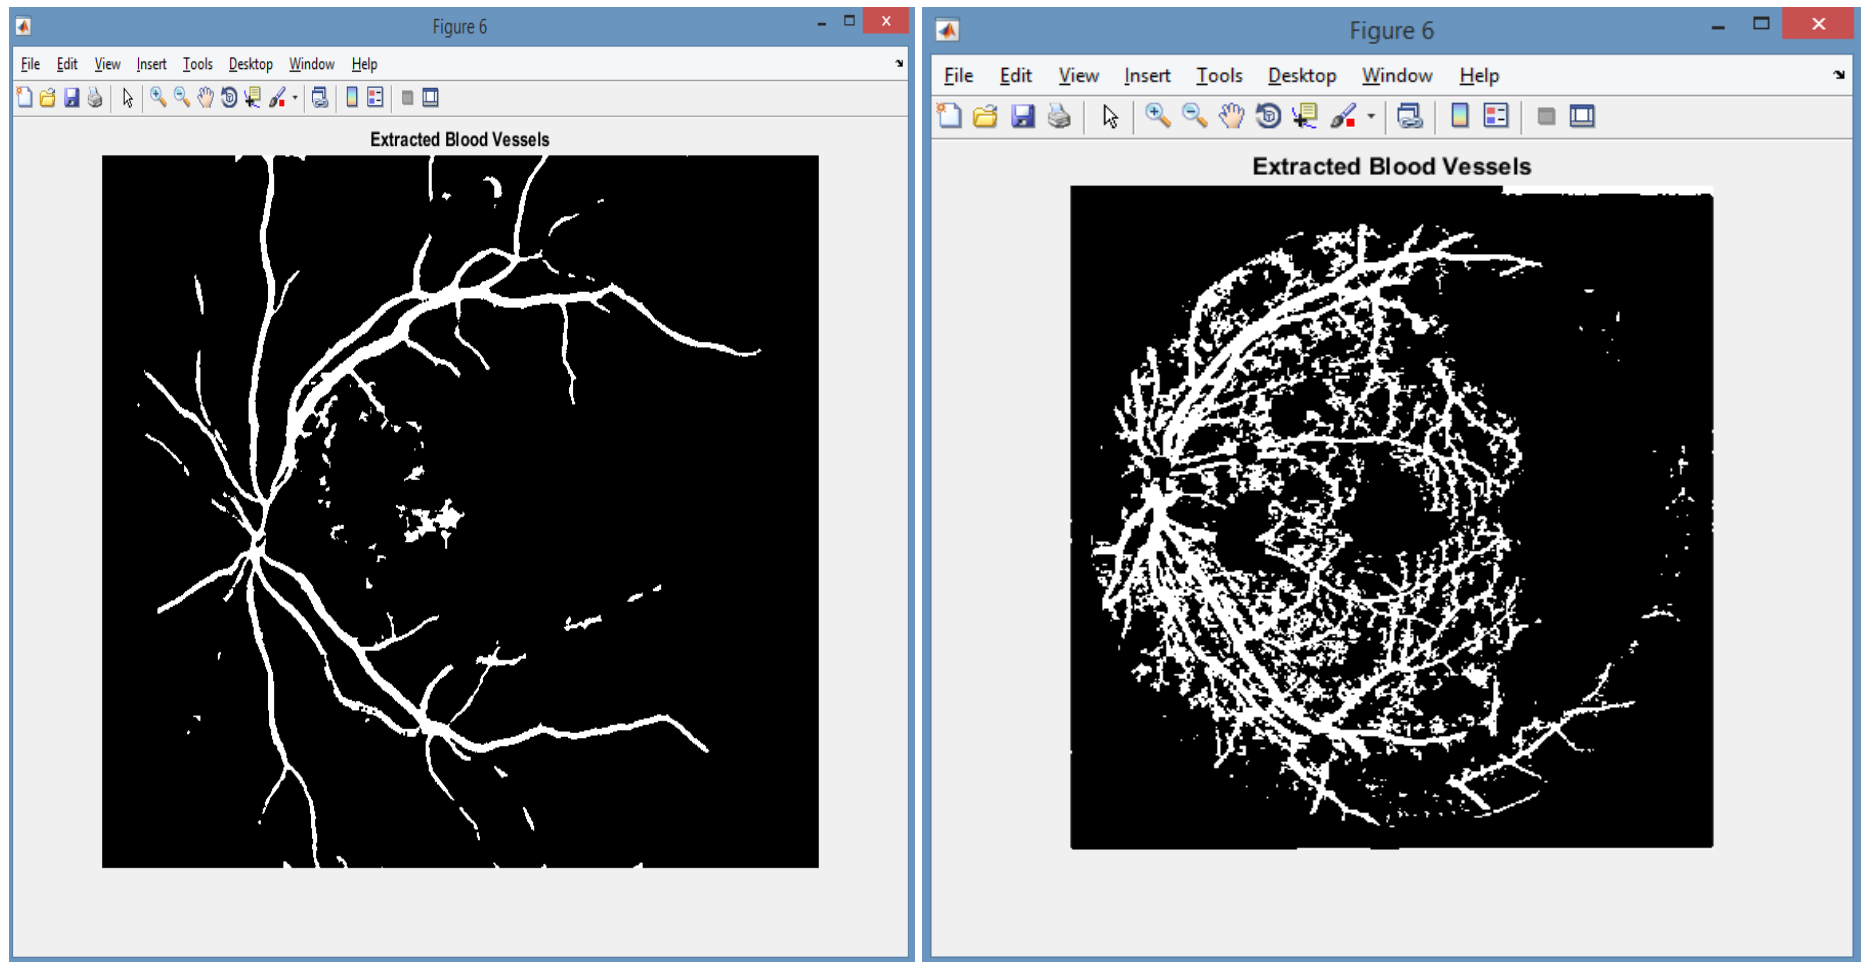 Figure 6
File Edit View Insert Tools Desktop Window Help
Extracted Blood Vessels
Figure 6
File Edit View Insert Tools Desktop Window Help
Extracted Blood Vessels